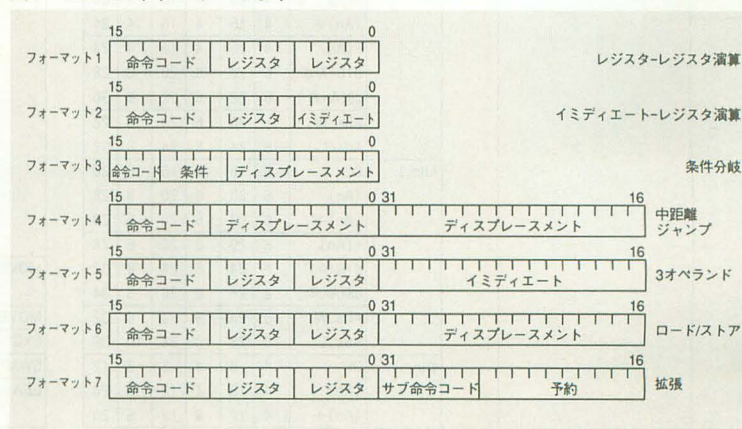 15 0
フォーマット1 命令コード レジスタ レジスタ レジスタ-レジスタ演算
15 0
フォーマット2 命令コード レジスタ イミディエート イミディエート-レジスタ演算
15 0
フォーマット3 命令コード 条件 ディスプレースメント 条件分岐
15 0 31 16
フォーマット4 命令コード ディスプレースメント ディスプレースメント 中距離
ジャンプ
15 0 31 16
フォーマット5 命令コード レジスタ レジスタ イミディエート 3オペランド
15 0 31 16
フォーマット6 命令コード レジスタ レジスタ ディスプレースメント ロード/ストア
15 0 31 16
フォーマット7 命令コード レジスタ レジスタ サブ命令コード 予約 拡張